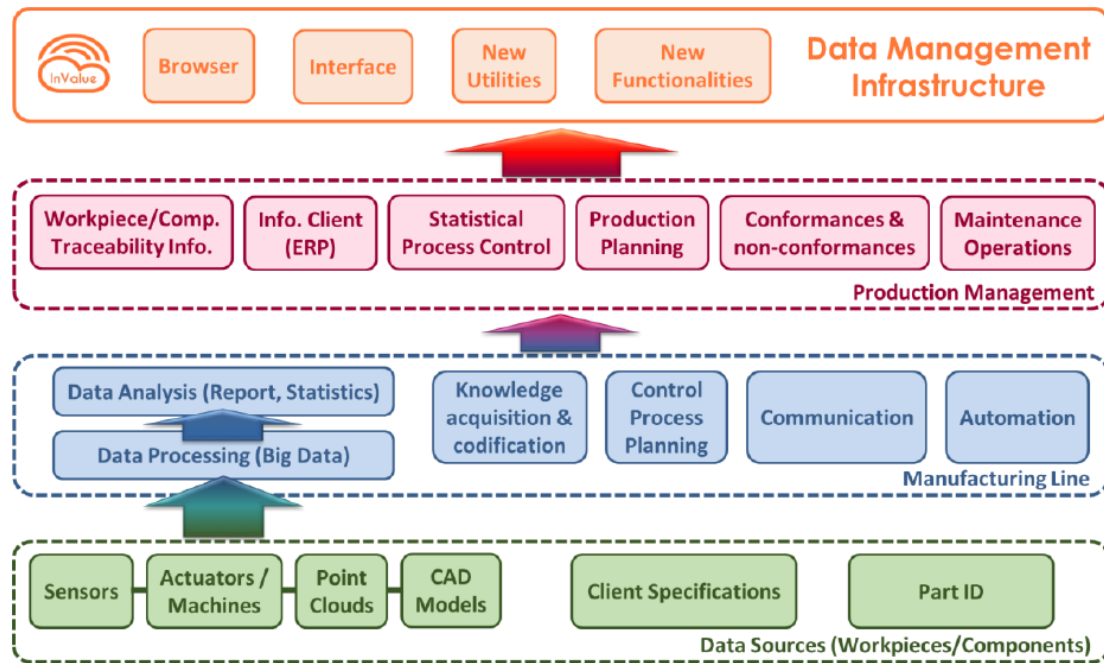 InValue
Browser
Interface
New
Utilities
New
Functionalities
Data Management
Infrastructure
Workpiece/Comp.
Traceability Info.
Info. Client
(ERP)
Statistical
Process Control
Production
Planning
Conformances &
non-conformances
Maintenance
Operations
Production Management
Data Analysis (Report, Statistics)
Data Processing (Big Data)
Knowledge
acquisition &
codification
Control
Process
Planning
Communication
Automation
Manufacturing Line
Sensors
Actuators /
Machines
Point
Clouds
CAD
Models
Client Specifications
Part ID
Data Sources (Workpieces/Components)